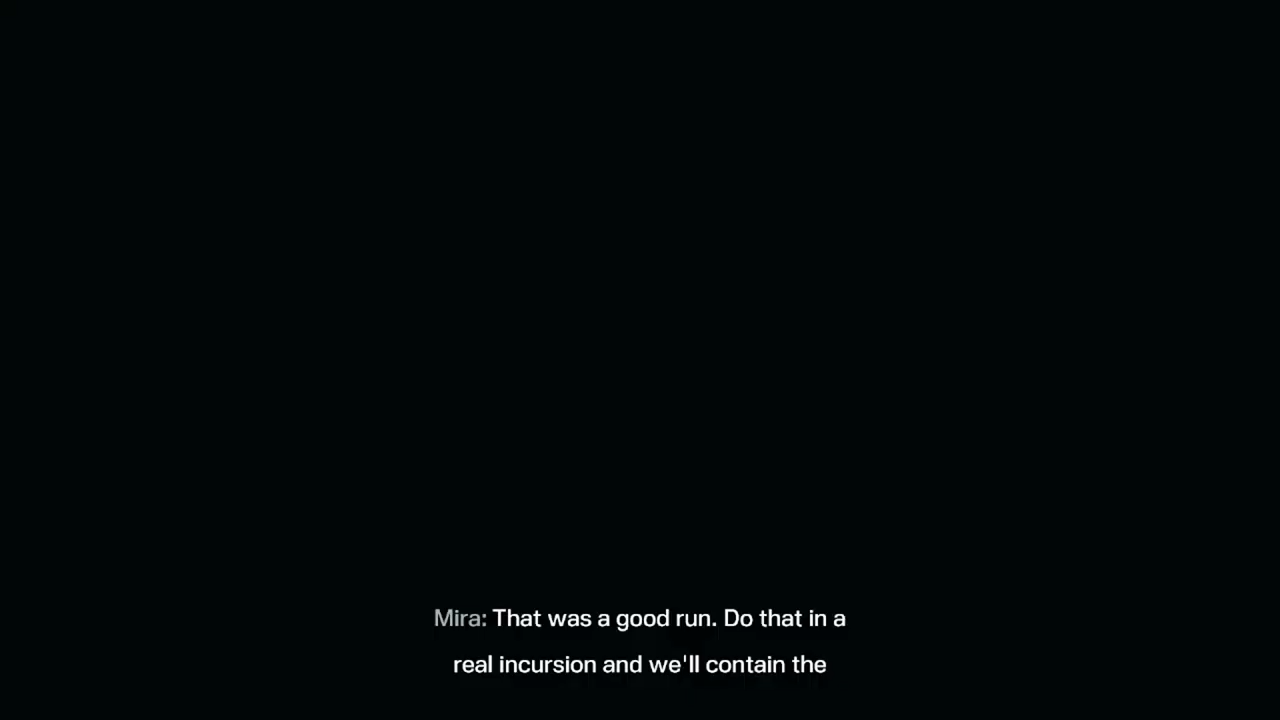 Mira: That was a good run. Do that in a
real incursion and we'll contain the